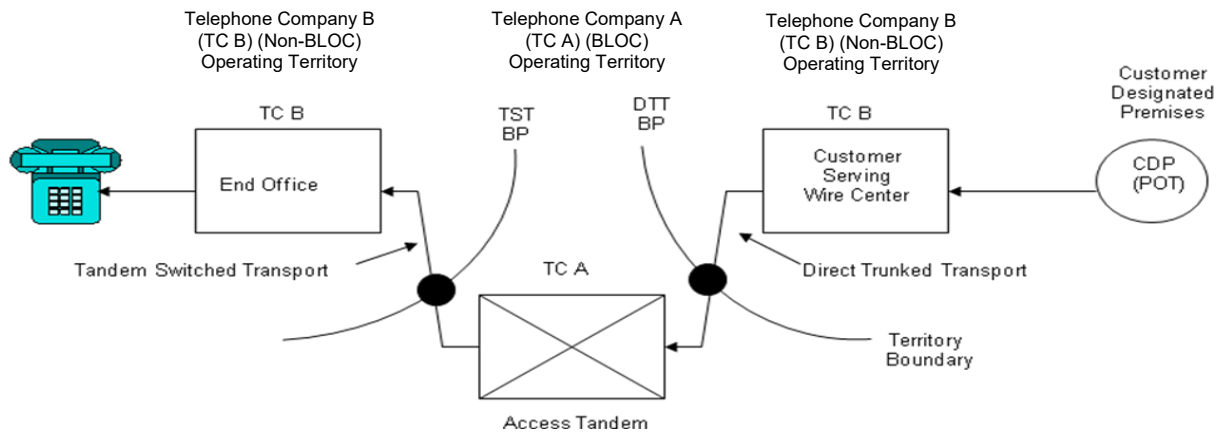 Telephone Company B
(TC B) (Non-BLOC)
Operating Territory
Telephone Company A
(TC A) (BLOC)
Operating Territory
Telephone Company B
(TC B) (Non-BLOC)
Operating Territory
Customer
Designated
Premises
TC B
TST
BP
DTT
BP
TC B
End Office
Customer
Serving
Wire Center
CDP
(POT)
Tandem Switched Transport
TC A
Direct Trunked Transport
Territory
Boundary
Access Tandem